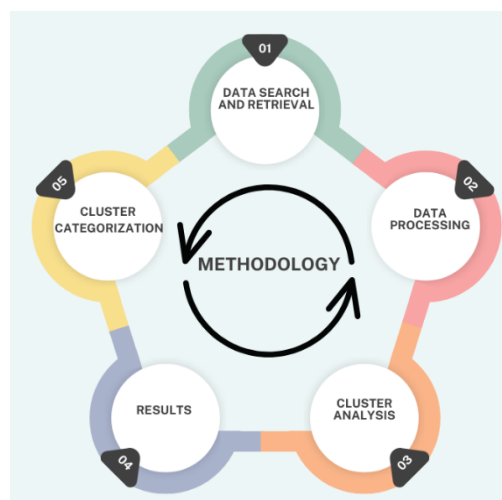 01
DATA SEARCH
AND RETRIEVAL
02
DATA
PROCESSING
03
CLUSTER
ANALYSIS
04
RESULTS
05
CLUSTER
CATEGORIZATION
METHODOLOGY